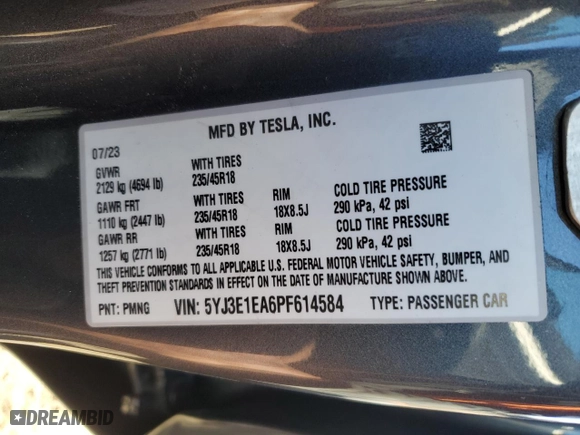 MFD BY TESLA, INC.
07/23
GVWR WITH TIRES
2129 kg (4694 lb) 235/45R18
GAWR FRT WITH TIRES RIM COLD TIRE PRESSURE
1110 kg (2447 lb) 235/45R18 18X8.5J 290 kPa, 42 psi
GAWR RR WITH TIRES RIM COLD TIRE PRESSURE
1257 kg (2771 lb) 235/45R18 18X8.5J 290 kPa, 42 psi
THIS VEHICLE CONFORMS TO ALL APPLICABLE U.S. FEDERAL MOTOR VEHICLE SAFETY, BUMPER, AND
THEFT PREVENTION STANDARDS IN EFFECT ON THE DATE OF MANUFACTURE SHOWN ABOVE.
PNT: PMNG VIN: 5YJ3E1EA6PF614584 TYPE: PASSENGER CAR
DREAMBID